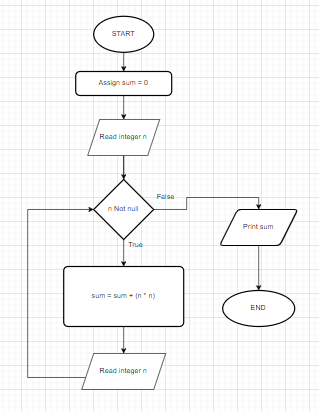 START
Assign sum = 0
Read integer n
n Not null
False
True
Print sum
sum = sum + (n * n)
END
Read integer n